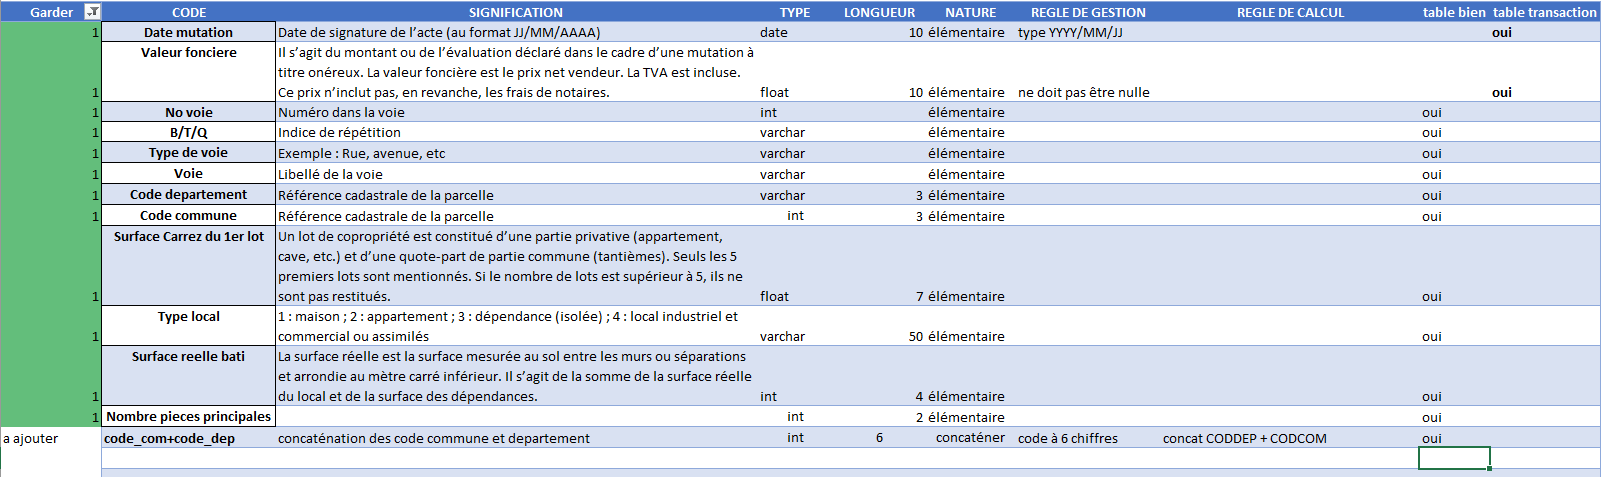 Garder CODE SIGNIFICATION TYPE LONGUEUR NATURE REGLE DE GESTION REGLE DE CALCUL table bien table transaction
1 Date mutation Date de signature de l’acte (au format JJ/MM/AAAA) date 10 élémentaire type YYYY/MM/JJ oui
Valeur fonciere Il s’agit du montant ou de l’évaluation déclaré dans le cadre d’une mutation à
titre onéreux. La valeur foncière est le prix net vendeur. La TVA est incluse.
1 Ce prix n’inclut pas, en revanche, les frais de notaires. float 10 élémentaire ne doit pas être nulle oui
1 No voie Numéro dans la voie int élémentaire oui
1 B/T/Q Indice de répétition varchar élémentaire oui
1 Type de voie Exemple : Rue, avenue, etc varchar élémentaire oui
1 Voie Libellé de la voie varchar élémentaire oui
1 Code departement Référence cadastrale de la parcelle varchar 3 élémentaire oui
1 Code commune Référence cadastrale de la parcelle int 3 élémentaire oui
Surface Carrez du 1er lot Un lot de copropriété est constitué d’une partie privative (appartement,
cave, etc.) et d’une quote-part de partie commune (tantièmes). Seuls les 5
premiers lots sont mentionnés. Si le nombre de lots est supérieur à 5, ils ne
1 sont pas restitués. float 7 élémentaire oui
Type local 1 : maison ; 2 : appartement ; 3 : dépendance (isolée) ; 4 : local industriel et
1 commercial ou assimilés varchar 50 élémentaire oui
Surface reelle bati La surface réelle est la surface mesurée au sol entre les murs ou séparations
et arrondie au mètre carré inférieur. Il s’agit de la somme de la surface réelle
1 du local et de la surface des dépendances. int 4 élémentaire oui
1 Nombre pieces principales int 2 élémentaire oui
a ajouter code_com+code_dep concaténation des code commune et departement int 6 concaténer code à 6 chiffres concat CODDEP + CODCOM oui